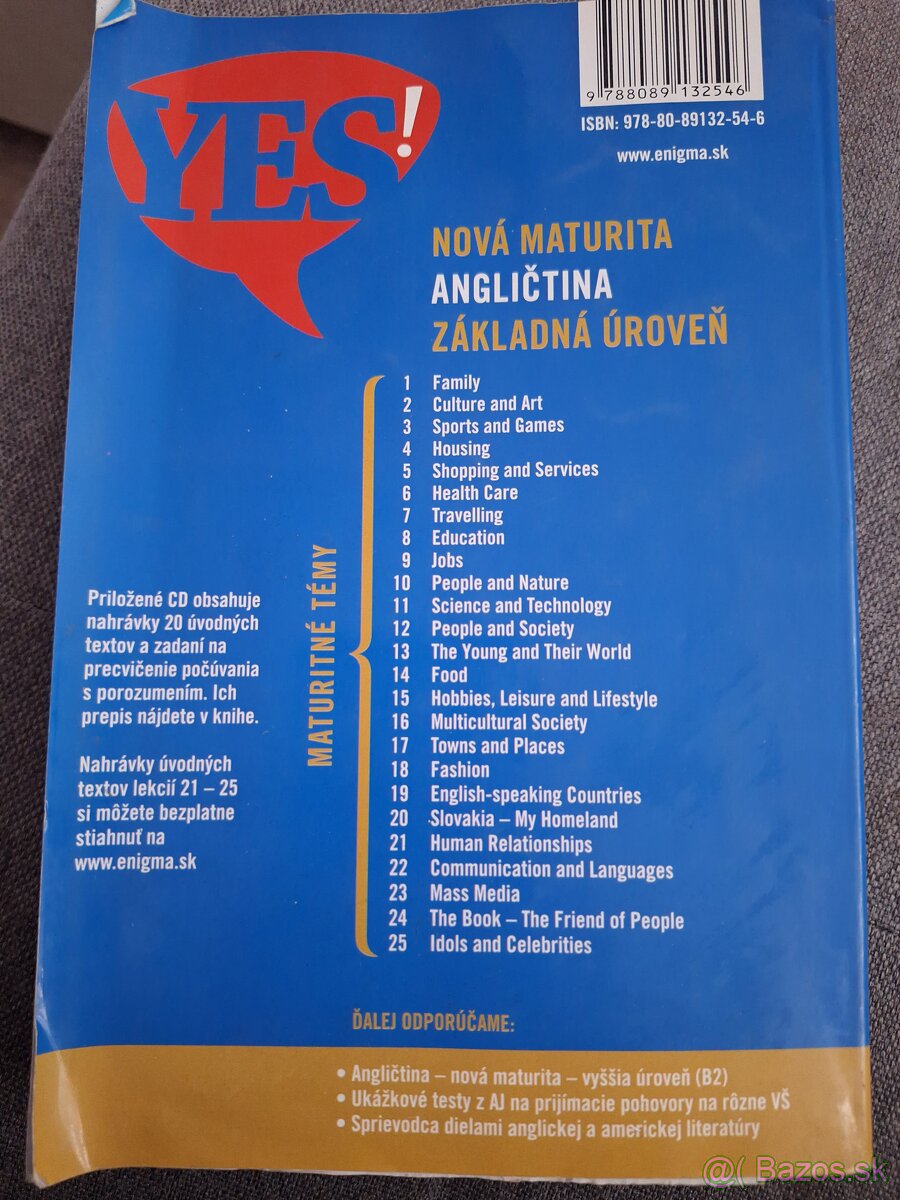 YES!
9 788089 132546
ISBN: 978-80-89132-54-6
www.enigma.sk
NOVÁ MATURITA
ANGLIČTINA
ZÁKLADNÁ ÚROVEŇ
MATURITNÉ TÉMY
1 Family
2 Culture and Art
3 Sports and Games
4 Housing
5 Shopping and Services
6 Health Care
7 Travelling
8 Education
9 Jobs
10 People and Nature
11 Science and Technology
12 People and Society
13 The Young and Their World
14 Food
15 Hobbies, Leisure and Lifestyle
16 Multicultural Society
17 Towns and Places
18 Fashion
19 English-speaking Countries
20 Slovakia – My Homeland
21 Human Relationships
22 Communication and Languages
23 Mass Media
24 The Book – The Friend of People
25 Idols and Celebrities
Priložené CD obsahuje
nahrávky 20 úvodných
textov a zadaní na
precvičenie počúvania
s porozumením. Ich
prepis nájdete v knihe.
Nahrávky úvodných
textov lekcií 21 – 25
si môžete bezplatne
stiahnuť na
www.enigma.sk
ĎALEJ ODPORÚČAME:
• Angličtina – nová maturita – vyššia úroveň (B2)
• Ukážkové testy z AJ na prijímacie pohovory na rôzne VŠ
• Sprievodca dielami anglickej a americkej literatúry
@( Bazos.sk